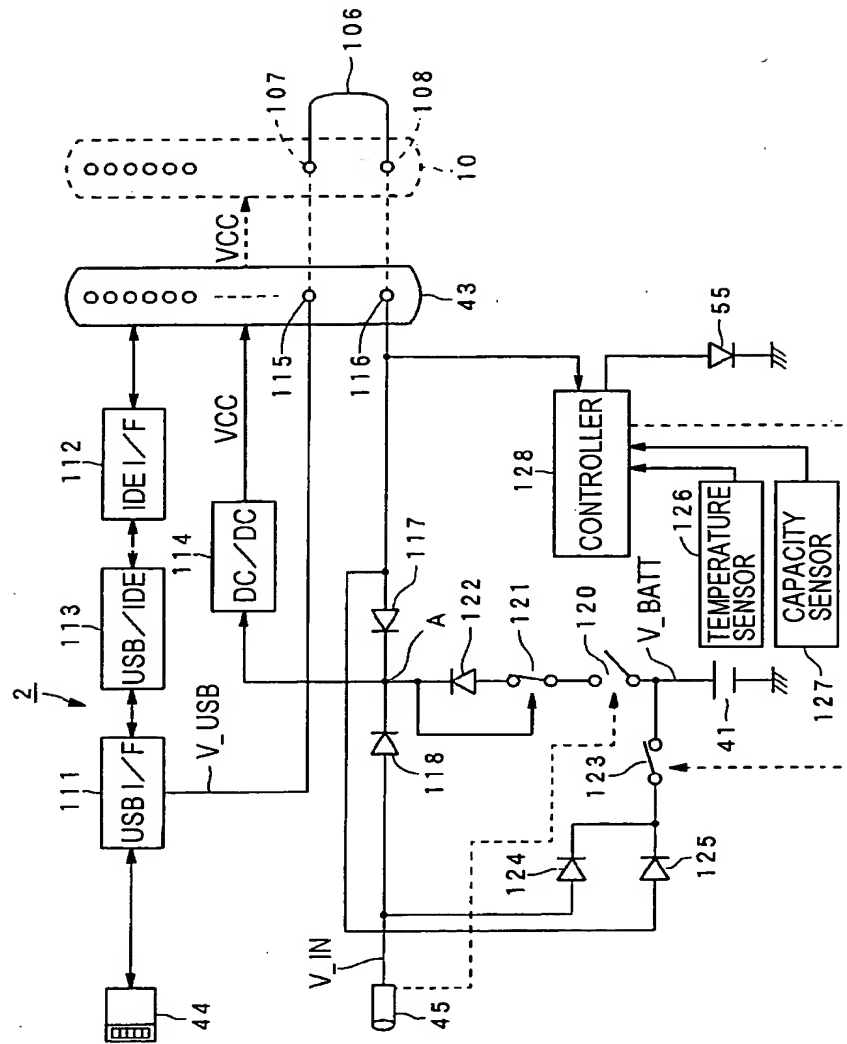 2
44
111
USB I/F
V_USB
113
USB/IDE
112
IDE I/F
114
DC/DC
VCC
VCC
115
116
43
107
108
106
10
117
A
118
122
121
120
V_BATT
41
123
124
125
V_IN
45
128
CONTROLLER
55
126
TEMPERATURE
SENSOR
CAPACITY
SENSOR
127